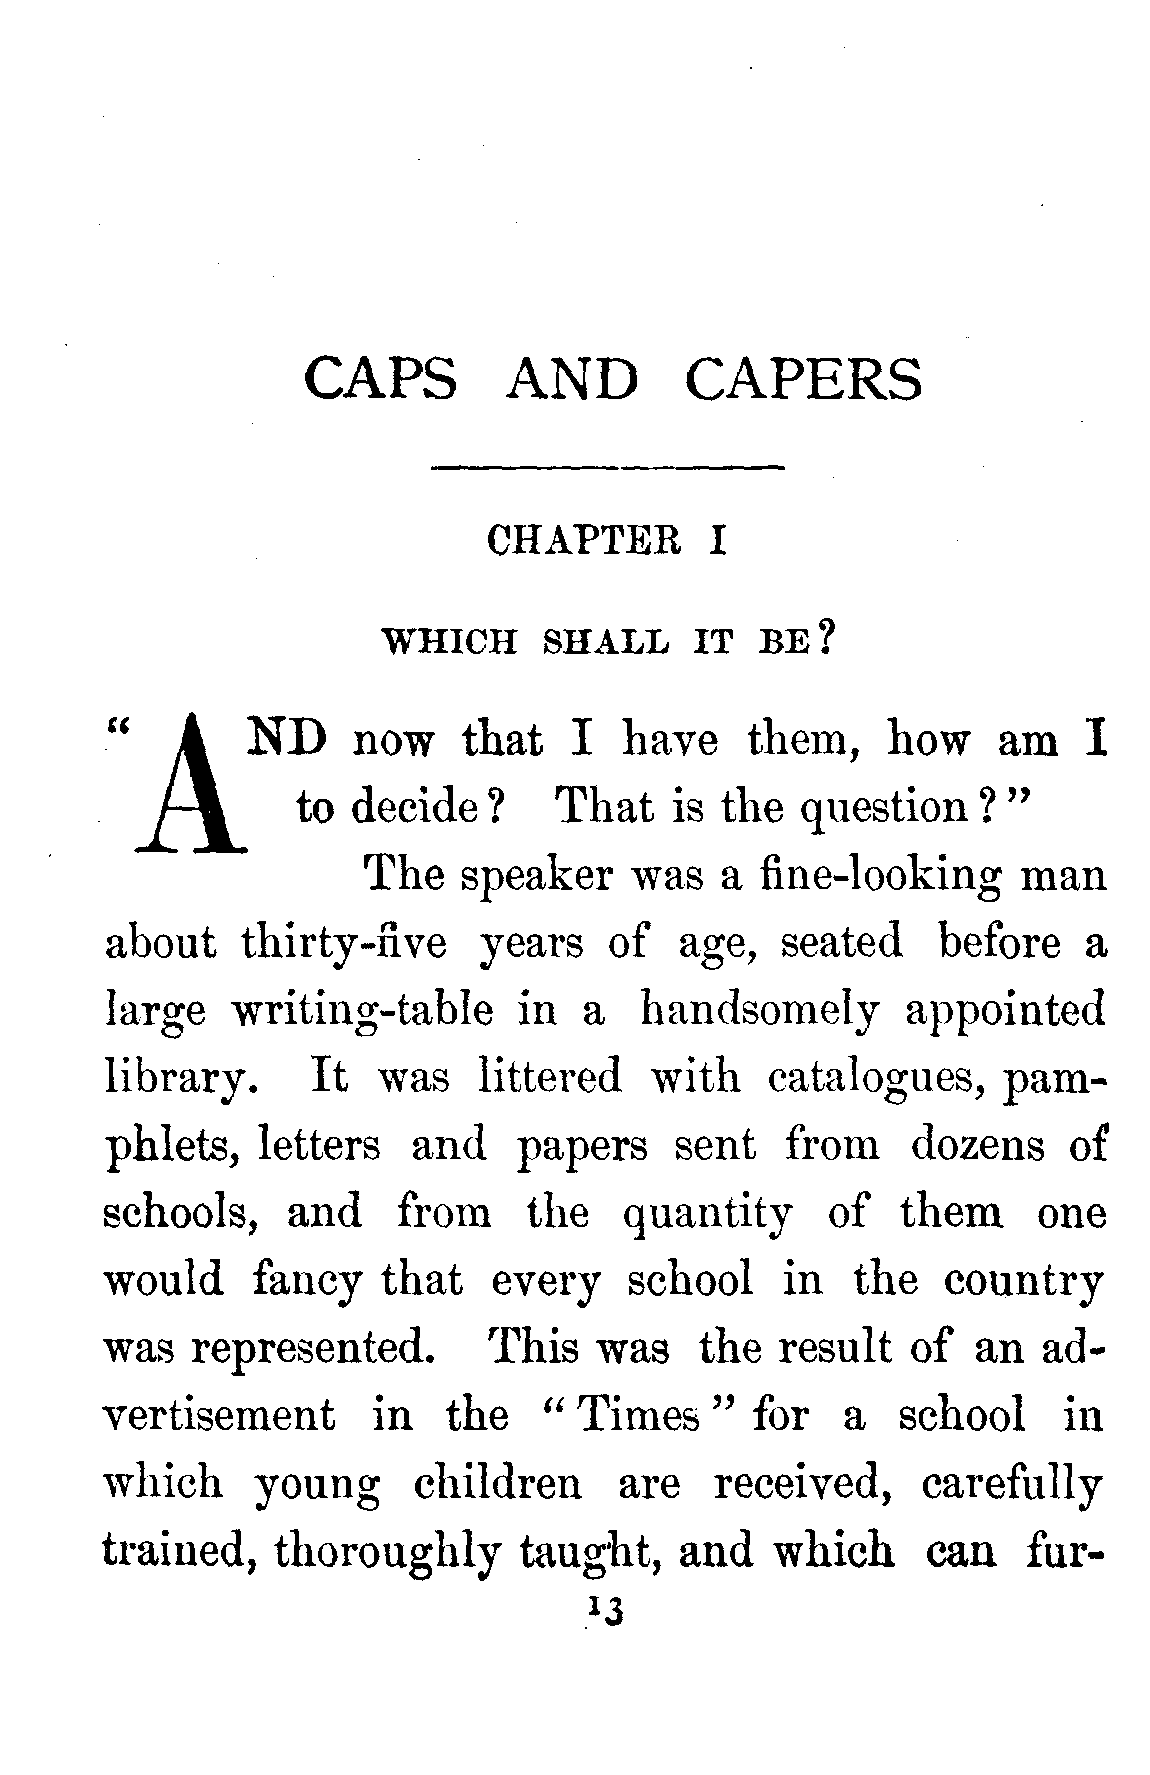 CAPS AND CAPERS
CHAPTER I
WHICH SHALL IT BE?
“AND now that I have them, how am I
to decide? That is the question?”
The speaker was a fine-looking man
about thirty-five years of age, seated before a
large writing-table in a handsomely appointed
library. It was littered with catalogues, pam-
phlets, letters and papers sent from dozens of
schools, and from the quantity of them one
would fancy that every school in the country
was represented. This was the result of an ad-
vertisement in the “Times” for a school in
which young children are received, carefully
trained, thoroughly taught, and which can fur-
13